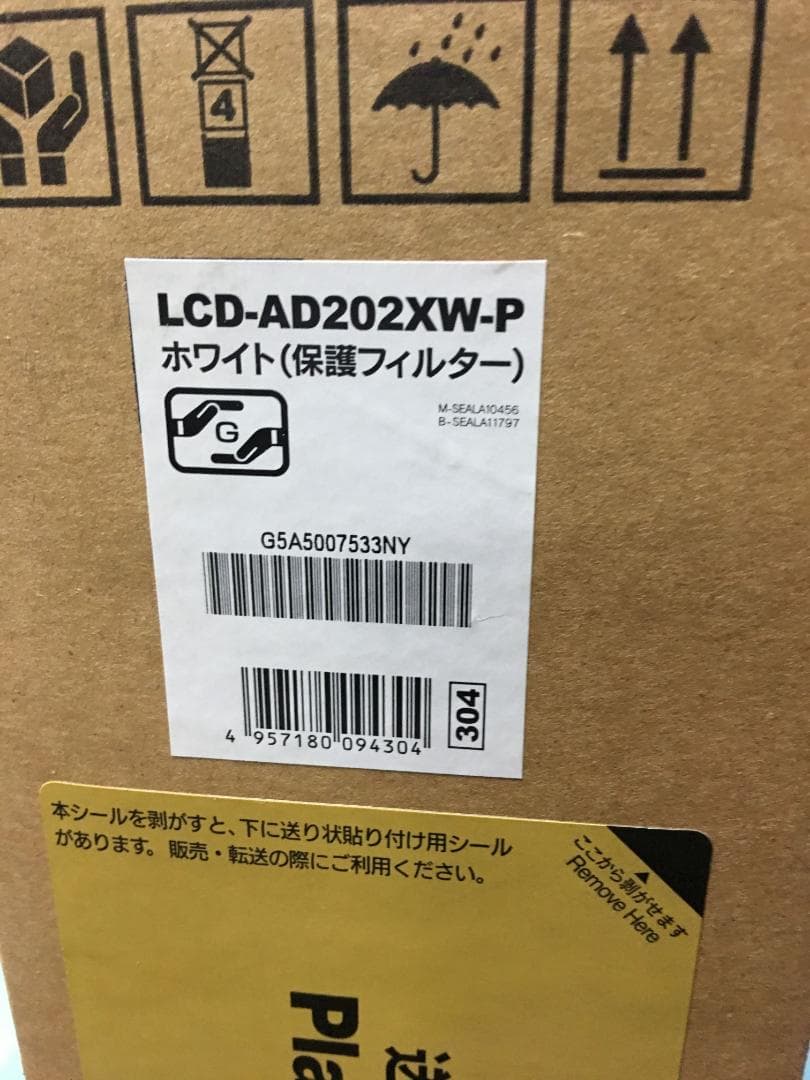 4
LCD-AD202XW-P
ホワイト(保護フィルター)
G
M-SEALA10456
B-SEALA11797
G5A5007533NY
4 957180 094304
304
本シールを剥がすと、下に送り状貼り付け用シール
があります。販売・転送の際にご利用ください。
ここから剥がせます
Remove Here
送
Pla